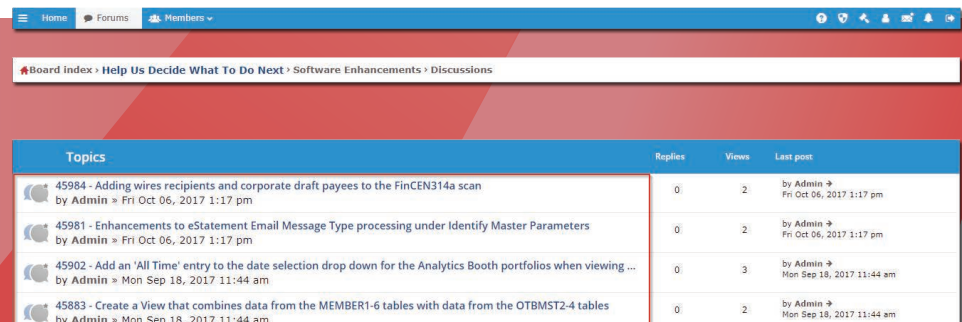 Home Forums Members
Board index › Help Us Decide What To Do Next › Software Enhancements › Discussions
Topics Replies Views Last post
45984 - Adding wires recipients and corporate draft payees to the FinCEN314a scan
by Admin » Fri Oct 06, 2017 1:17 pm
0 2
by Admin
Fri Oct 06, 2017 1:17 pm
45981 - Enhancements to eStatement Email Message Type processing under Identify Master Parameters
by Admin » Fri Oct 06, 2017 1:17 pm
0 2
by Admin
Fri Oct 06, 2017 1:17 pm
45902 - Add an 'All Time' entry to the date selection drop down for the Analytics Booth portfolios when viewing ...
by Admin » Mon Sep 18, 2017 11:44 am
0 3
by Admin
Mon Sep 18, 2017 11:44 am
45883 - Create a View that combines data from the MEMBER1-6 tables with data from the OTBMST2-4 tables
by Admin » Mon Sep 18, 2017 11:44 am
0 2
by Admin
Mon Sep 18, 2017 11:44 am